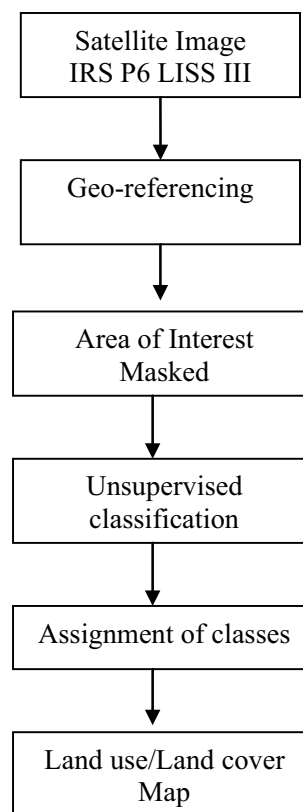 Satellite Image
IRS P6 LISS III
Geo-referencing
Area of Interest
Masked
Unsupervised
classification
Assignment of classes
Land use/Land cover
Map